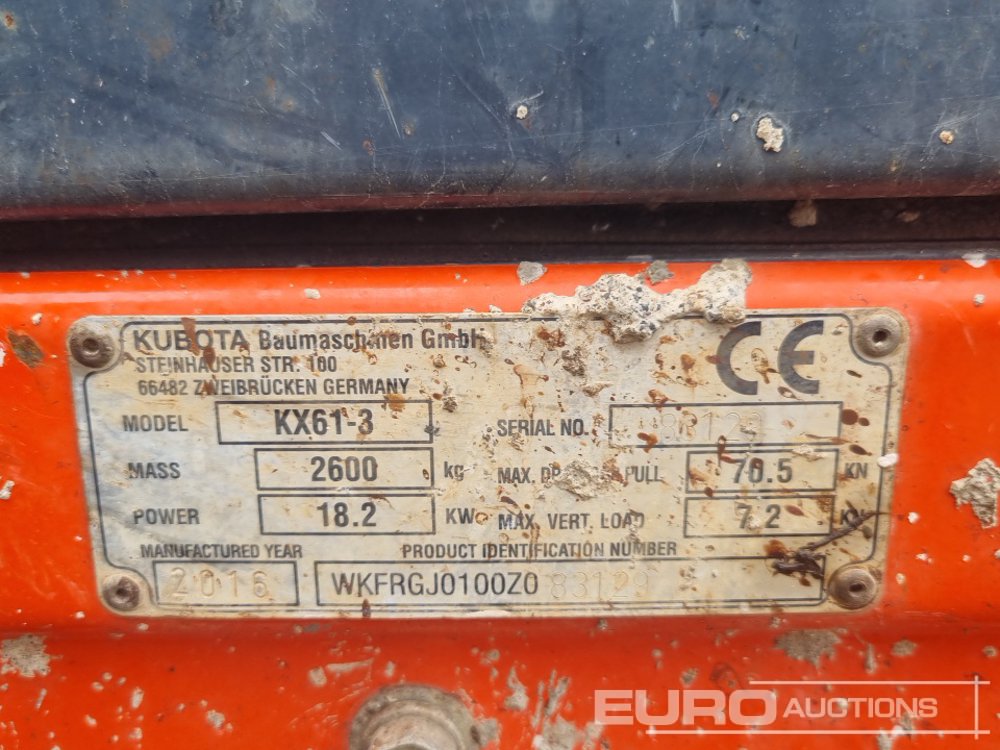 KUBOTA Baumaschinen GmbH
STEINHAUSER STR. 100
66482 ZWEIBRÜCKEN GERMANY
CE
MODEL KX61-3
SERIAL NO.
MASS 2600 kg
MAX. PULL 70.5 KN
POWER 18.2 KW
MAX. VERT. LOAD 7.2
MANUFACTURED YEAR PRODUCT IDENTIFICATION NUMBER
2016 WKFRGJ0100Z083129
EURO AUCTIONS